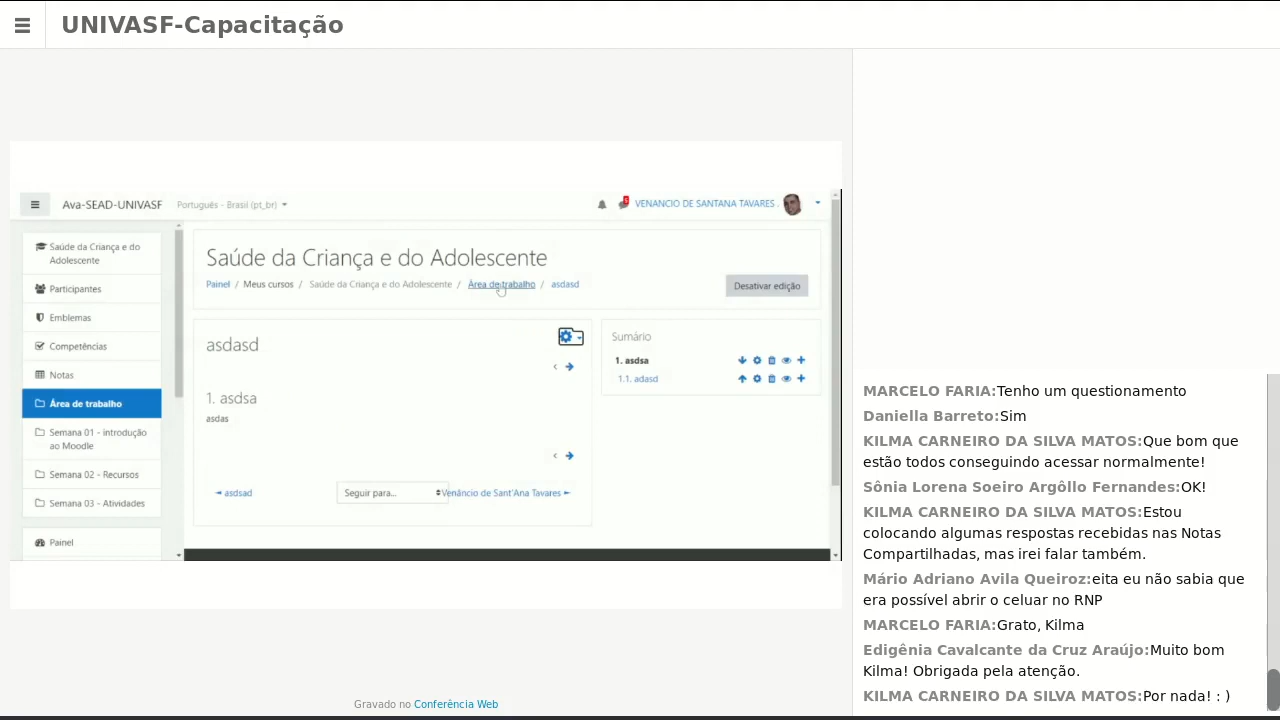 UNIVASF-Capacitação
Ava-SEAD-UNIVASF
Português - Brasil (pt_br)
VENANCIO DE SANTANA TAVARES .
Saúde da Criança e do
Adolescente
Participantes
Emblemas
Competências
Notas
Área de trabalho
Semana 01 - introdução
ao Moodle
Semana 02 - Recursos
Semana 03 - Atividades
Painel
Saúde da Criança e do Adolescente
Painel / Meus cursos / Saúde da Criança e do Adolescente / Área de trabalho / asdasd
Desativar edição
asdasd
1. asdsa
asdas
asdsad
Seguir para...
Venâncio de Sant'Ana Tavares
Sumário
1. asdsa
1.1. adasd
Gravado no Conferência Web
MARCELO FARIA:Tenho um questionamento
Daniella Barreto:Sim
KILMA CARNEIRO DA SILVA MATOS:Que bom que
estão todos conseguindo acessar normalmente!
Sônia Lorena Soeiro Argôllo Fernandes:OK!
KILMA CARNEIRO DA SILVA MATOS:Estou
colocando algumas respostas recebidas nas Notas
Compartilhadas, mas irei falar também.
Mário Adriano Avila Queiroz:eita eu não sabia que
era possível abrir o celuar no RNP
MARCELO FARIA:Grato, Kilma
Edigênia Cavalcante da Cruz Araújo:Muito bom
Kilma! Obrigada pela atenção.
KILMA CARNEIRO DA SILVA MATOS:Por nada! : )